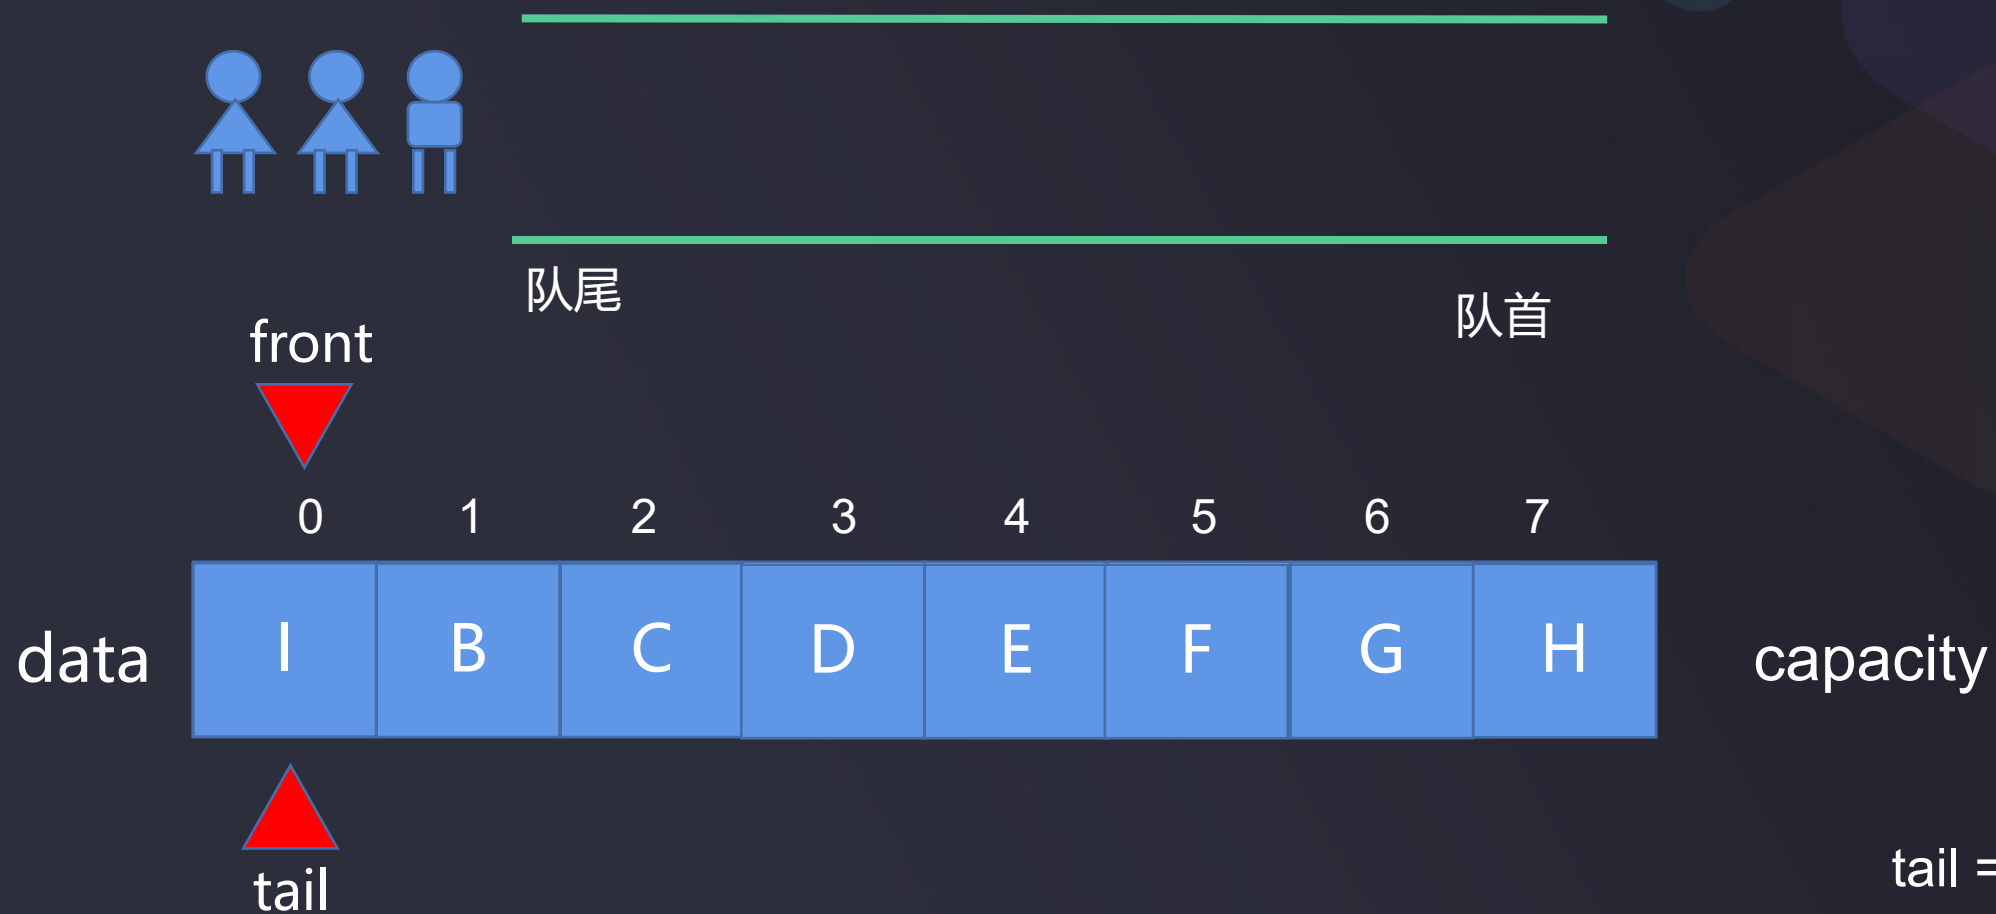 队尾
队首
front
0 1 2 3 4 5 6 7
data I B C D E F G H capacity
tail =
tail